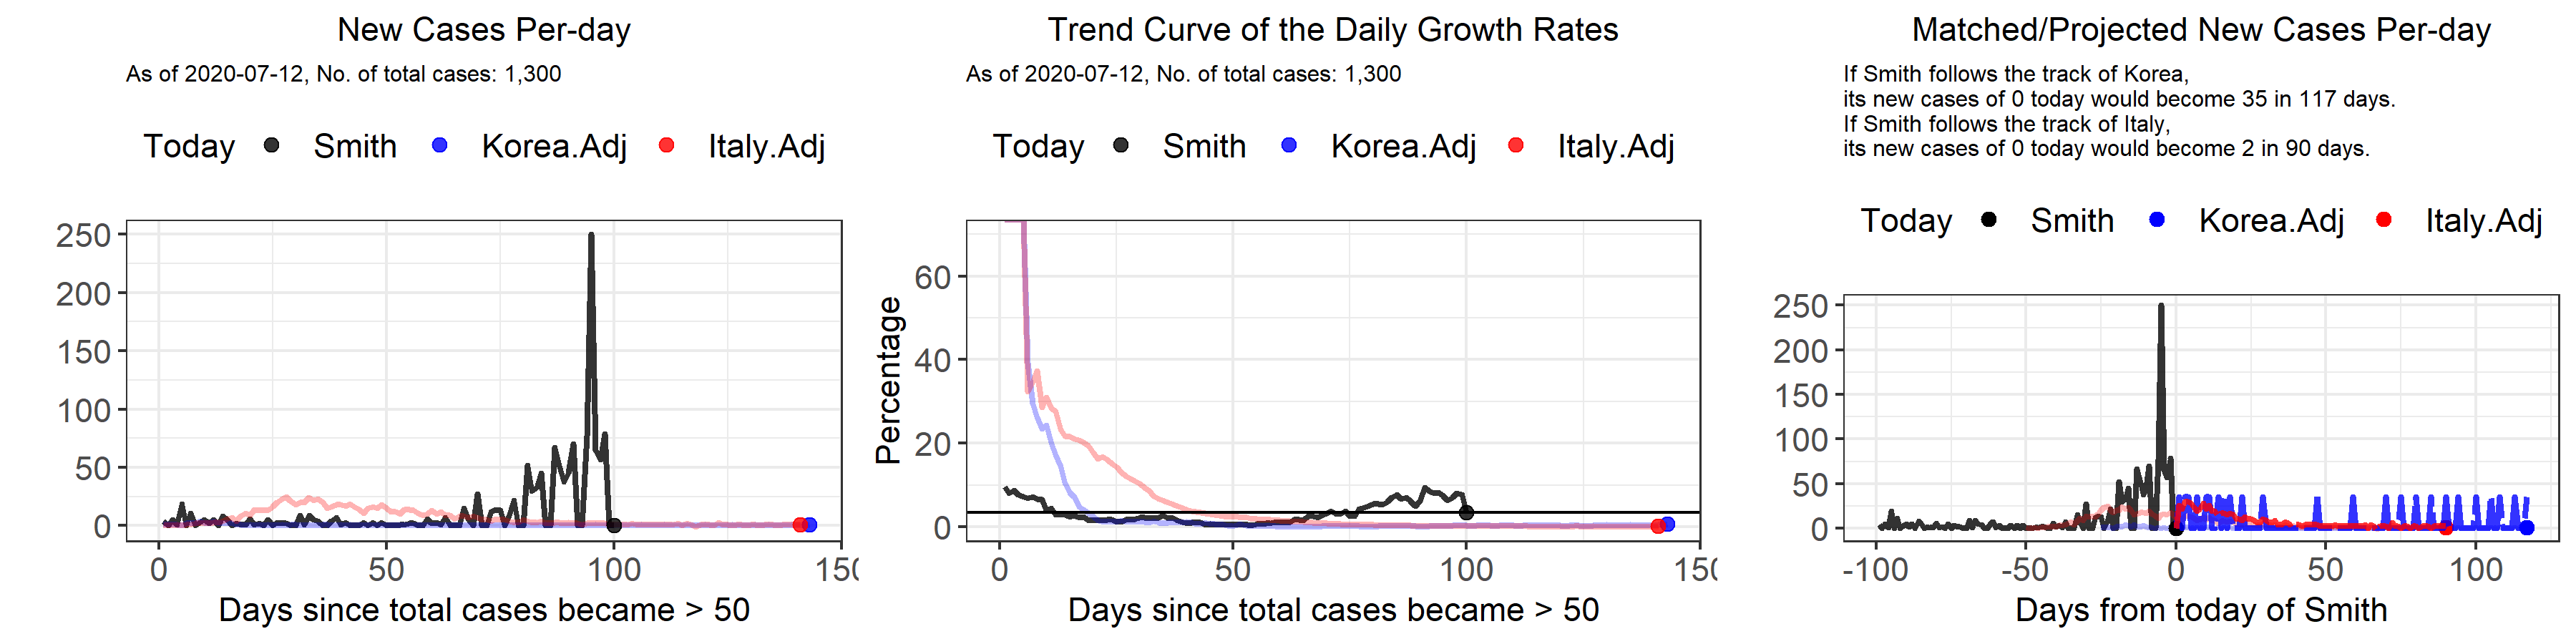 New Cases Per-day
As of 2020-07-12, No. of total cases: 1,300
Today Smith Korea.Adj Italy.Adj
250
200
150
100
50
0
0 50 100 150
Days since total cases became > 50
Trend Curve of the Daily Growth Rates
As of 2020-07-12, No. of total cases: 1,300
Today Smith Korea.Adj Italy.Adj
Percentage
60
40
20
0
0 50 100 150
Days since total cases became > 50
Matched/Projected New Cases Per-day
If Smith follows the track of Korea,
its new cases of 0 today would become 35 in 117 days.
If Smith follows the track of Italy,
its new cases of 0 today would become 2 in 90 days.
Today Smith Korea.Adj Italy.Adj
250
200
150
100
50
0
-100 -50 0 50 100
Days from today of Smith